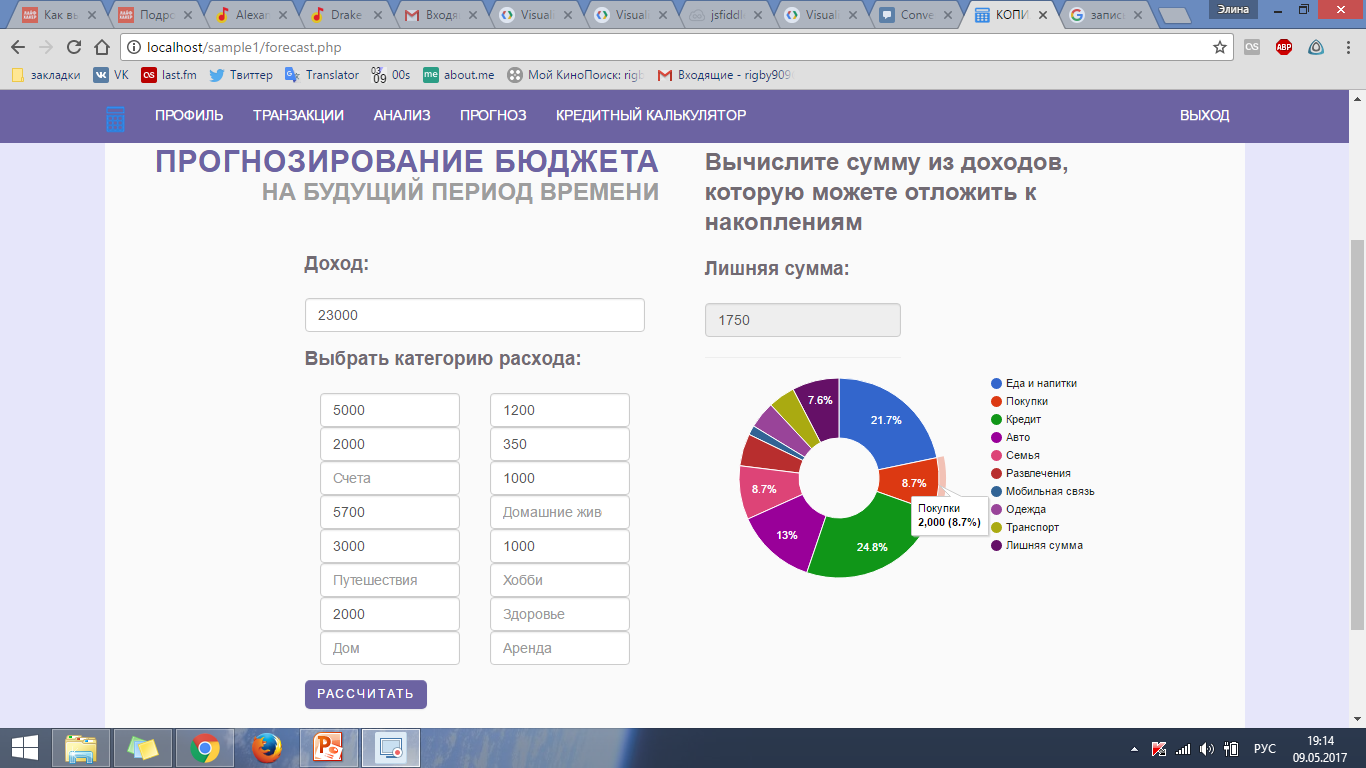 Как вы
Подро
Alexan
Drake
Входя
Visuali
Visuali
jsfiddl
Visuali
Conve
КОПИ
запис
Элина
localhost/sample1/forecast.php
закладки
VK
last.fm
Твиттер
Translator
00s
about.me
Мой КиноПоиск: rigb
Входящие - rigby909
ПРОФИЛЬ
ТРАНЗАКЦИИ
АНАЛИЗ
ПРОГНОЗ
КРЕДИТНЫЙ КАЛЬКУЛЯТОР
ВЫХОД
ПРОГНОЗИРОВАНИЕ БЮДЖЕТА
НА БУДУЩИЙ ПЕРИОД ВРЕМЕНИ
Доход:
23000
Выбрать категорию расхода:
5000
1200
2000
350
Счета
1000
5700
Домашние жив
3000
1000
Путешествия
Хобби
2000
Здоровье
Дом
Аренда
РАССЧИТАТЬ
Вычислите сумму из доходов,
которую можете отложить к
накоплениям
Лишняя сумма:
1750
7.6%
21.7%
8.7%
8.7%
13%
24.8%
Покупки
2,000 (8.7%)
Еда и напитки
Покупки
Кредит
Авто
Семья
Развлечения
Мобильная связь
Одежда
Транспорт
Лишняя сумма
РУС
19:14
09.05.2017